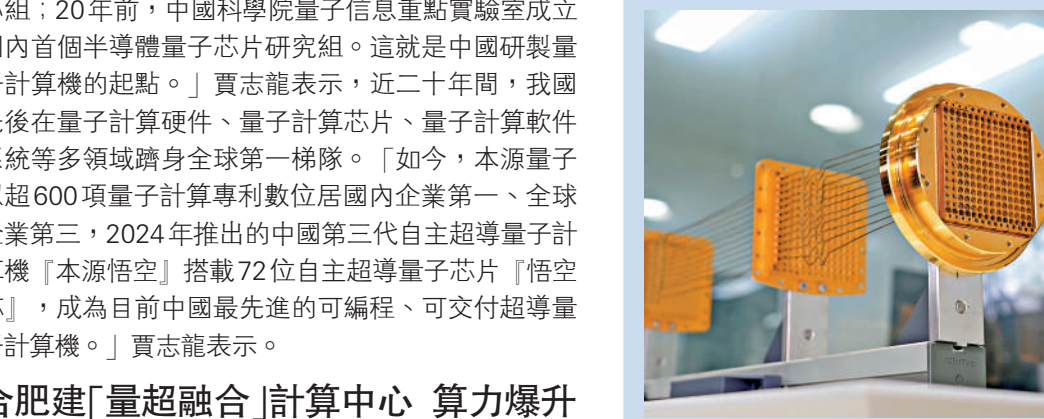 組；20年前，中國科學院量子信息重點實驗室成立
內首個半導體量子芯片研究組。這就是中國研製量
計算機的起點。」賈志龍表示，近二十年間，我國
後在量子計算硬件、量子計算芯片、量子計算軟件
系統等多領域躋身全球第一梯隊。「如今，本源量子
超600項量子計算專利數位居國內企業第一、全球
企業第三，2024年推出的中國第三代自主超導量子計
算機『本源悟空』搭載72位自主超導量子芯片『悟空
芯』，成為目前中國最先進的可編程、可交付超導量
子計算機。」賈志龍表示。
合肥建「量超融合」計算中心 算力爆升